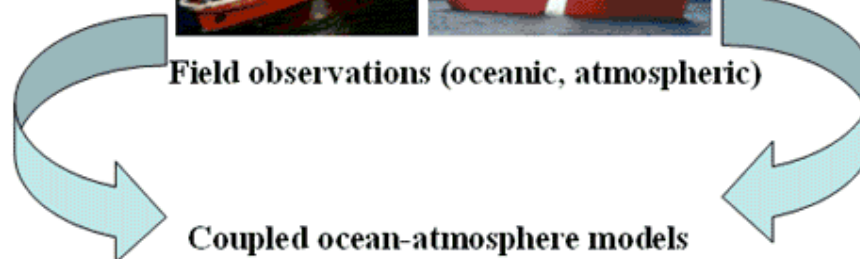 Field observations (oceanic, atmospheric)
Coupled ocean-atmosphere models